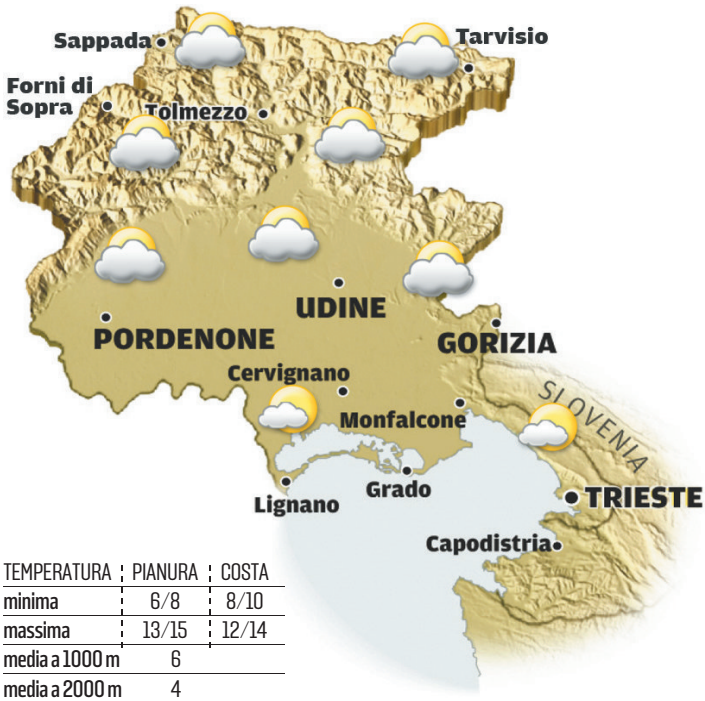 Sappada
Tarvisio
Forni di
Sopra
Tolmezzo
UDINE
PORDENONE
GORIZIA
Cervignano
SLOVENIA
Monfalcone
Grado
Lignano
TRIESTE
Capodistria
TEMPERATURA PIANURA COSTA
minima 6/8 8/10
massima 13/15 12/14
media a 1000 m 6
media a 2000 m 4